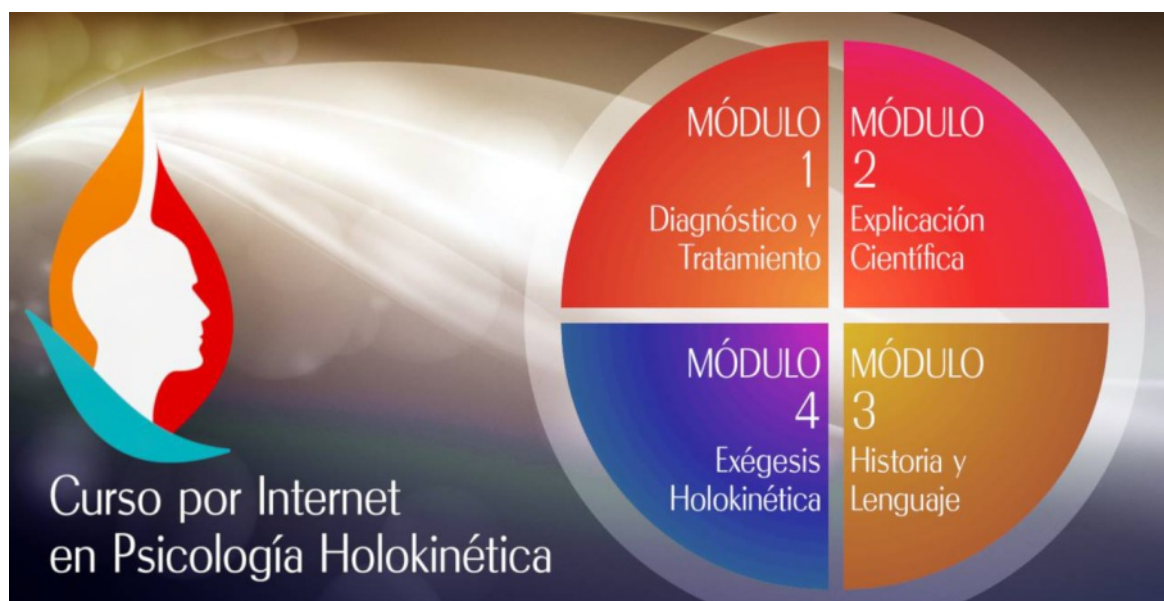 MÓDULO
1
Diagnóstico y
Tratamiento
MÓDULO
2
Explicación
Científica
MÓDULO
4
Exégesis
Holokinética
MÓDULO
3
Historia y
Lenguaje
Curso por Internet
en Psicología Holokinética